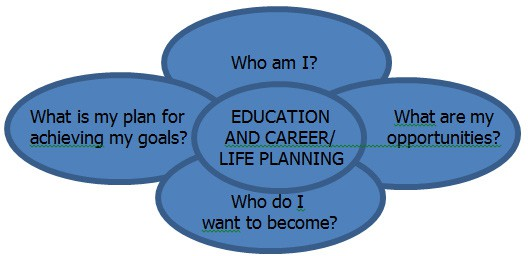 Who am I?
What is my plan for
achieving my goals?
EDUCATION
AND CAREER/
LIFE PLANNING
What are my
opportunities?
Who do I
want to become?